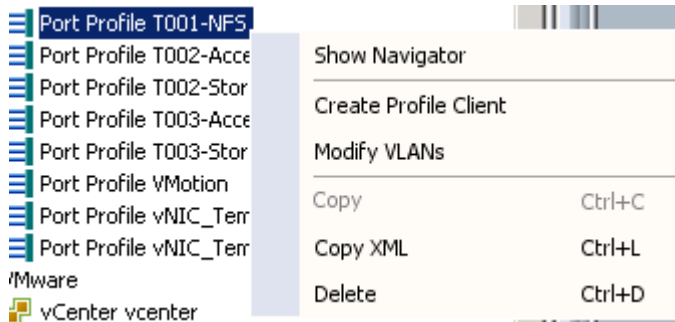 Port Profile T001-NFS
Port Profile T002-Acce
Port Profile T002-Stor
Port Profile T003-Acce
Port Profile T003-Stor
Port Profile VMotion
Port Profile vNIC_Tem
Port Profile vNIC_Tem
VMware
vCenter vcenter
Show Navigator
Create Profile Client
Modify VLANs
Copy Ctrl+C
Copy XML Ctrl+L
Delete Ctrl+D